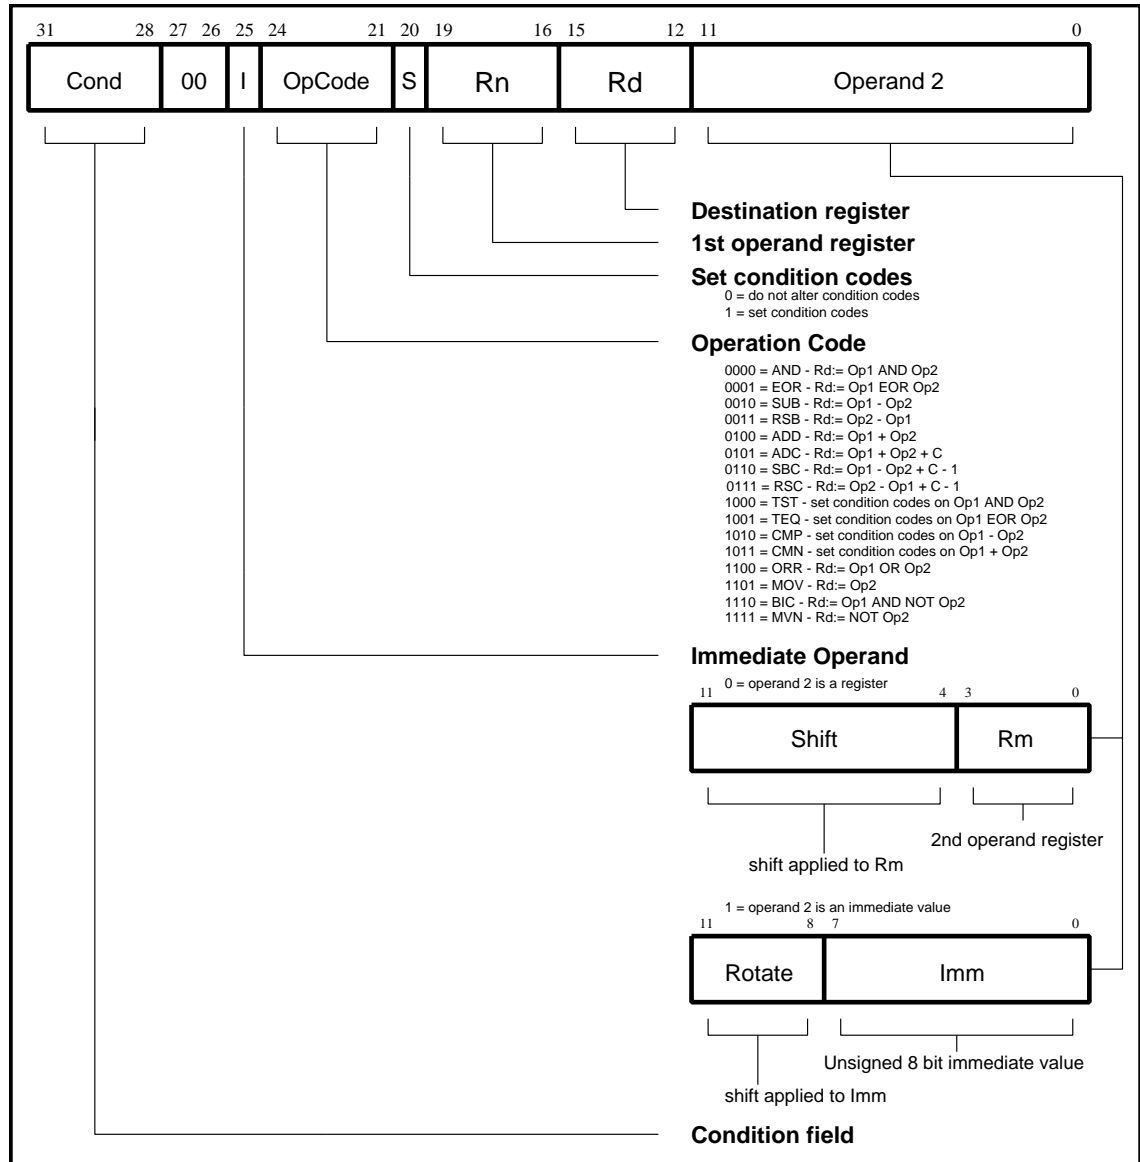 31 28 27 26 25 24 21 20 19 16 15 12 11 0
Cond 00 I OpCode S Rn Rd Operand 2
Destination register
1st operand register
Set condition codes
0 = do not alter condition codes
1 = set condition codes
Operation Code
0000 = AND - Rd:= Op1 AND Op2
0001 = EOR - Rd:= Op1 EOR Op2
0010 = SUB - Rd:= Op1 - Op2
0011 = RSB - Rd:= Op2 - Op1
0100 = ADD - Rd:= Op1 + Op2
0101 = ADC - Rd:= Op1 + Op2 + C
0110 = SBC - Rd:= Op1 - Op2 + C - 1
0111 = RSC - Rd:= Op2 - Op1 + C - 1
1000 = TST - set condition codes on Op1 AND Op2
1001 = TEQ - set condition codes on Op1 EOR Op2
1010 = CMP - set condition codes on Op1 - Op2
1011 = CMN - set condition codes on Op1 + Op2
1100 = ORR - Rd:= Op1 OR Op2
1101 = MOV - Rd:= Op2
1110 = BIC - Rd:= Op1 AND NOT Op2
1111 = MVN - Rd:= NOT Op2
Immediate Operand
0 = operand 2 is a register
11 4 3 0
Shift Rm
2nd operand register
shift applied to Rm
1 = operand 2 is an immediate value
11 8 7 0
Rotate Imm
Unsigned 8 bit immediate value
shift applied to Imm
Condition field